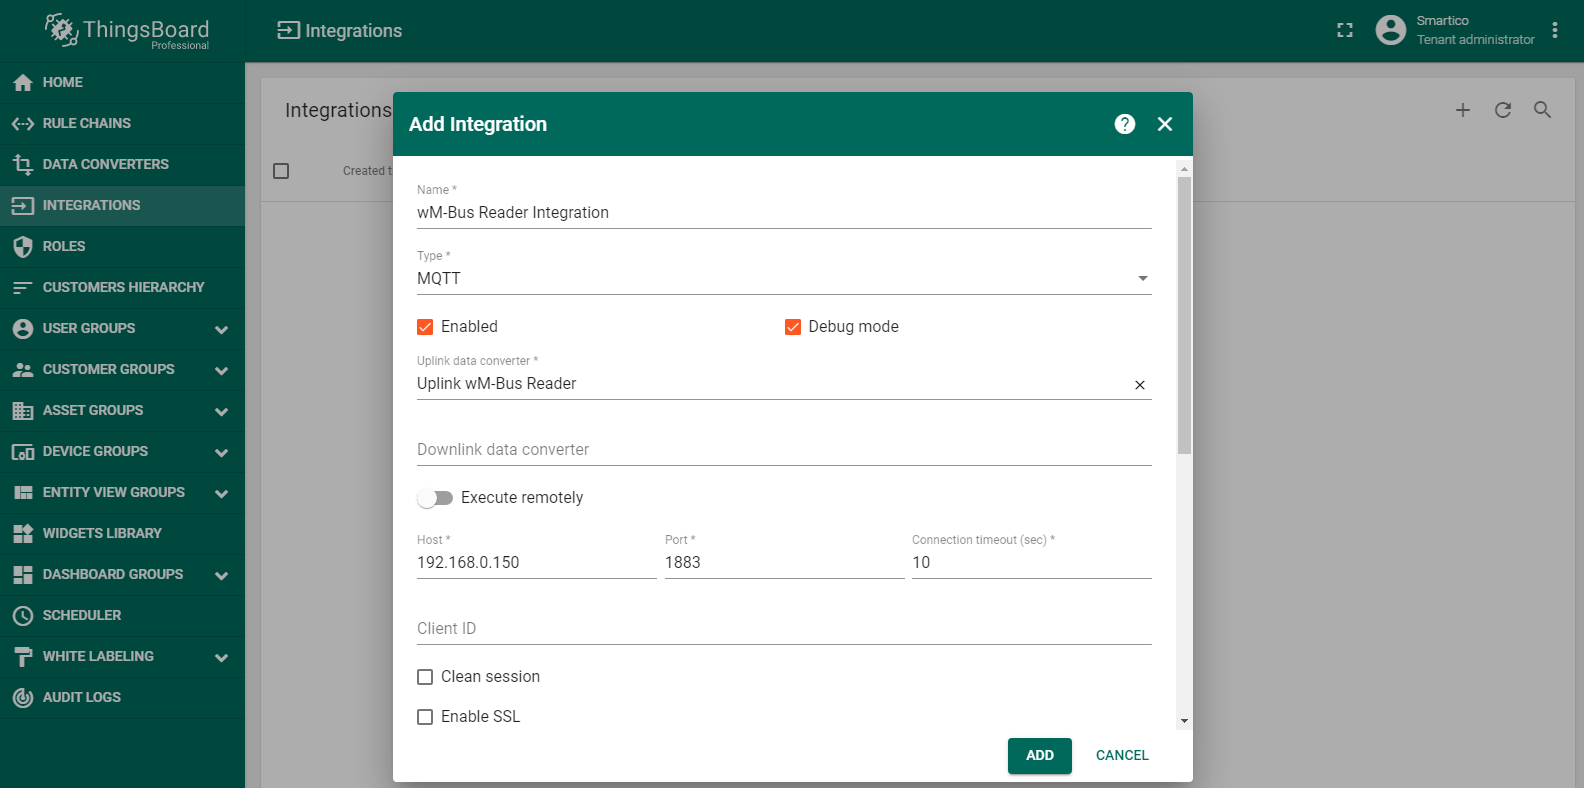 ThingsBoard
Professional
Integrations
Smartico
Tenant administrator
HOME
RULE CHAINS
DATA CONVERTERS
INTEGRATIONS
ROLES
CUSTOMERS HIERARCHY
USER GROUPS
CUSTOMER GROUPS
ASSET GROUPS
DEVICE GROUPS
ENTITY VIEW GROUPS
WIDGETS LIBRARY
DASHBOARD GROUPS
SCHEDULER
WHITE LABELING
AUDIT LOGS
Integrations
Created t
Add Integration
?
Name *
wM-Bus Reader Integration
Type *
MQTT
Enabled
Debug mode
Uplink data converter *
Uplink wM-Bus Reader
Downlink data converter
Execute remotely
Host * Port * Connection timeout (sec) *
192.168.0.150 1883 10
Client ID
Clean session
Enable SSL
ADD CANCEL